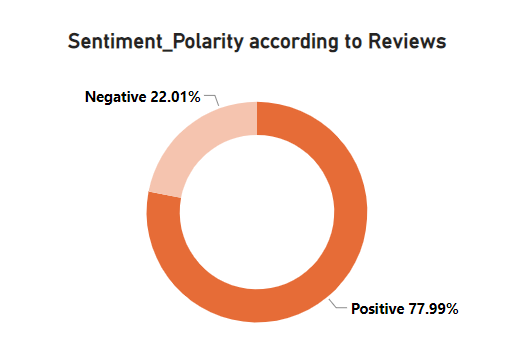 Sentiment_Polarity according to Reviews
Negative 22.01%
Positive 77.99%